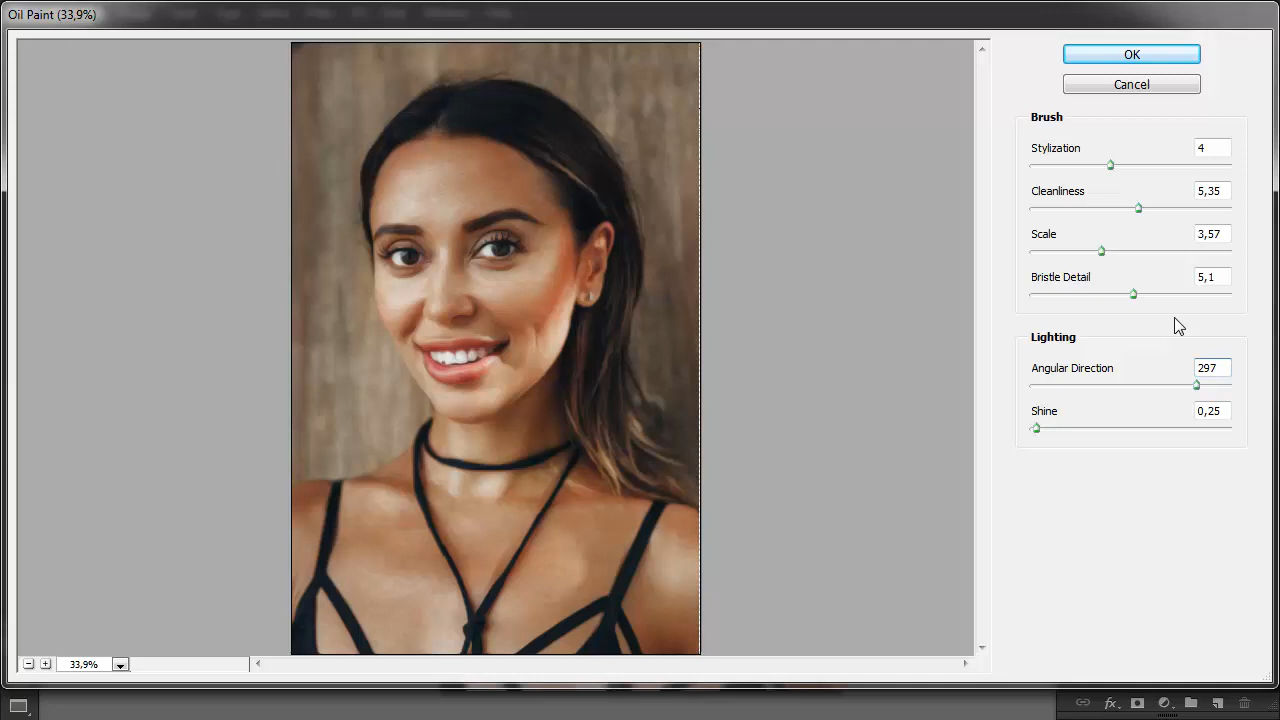 Oil Paint (33,9%)
OK
Cancel
Brush
Stylization 4
Cleanliness 5,35
Scale 3,57
Bristle Detail 5,1
Lighting
Angular Direction 297
Shine 0,25
33,9%
fx